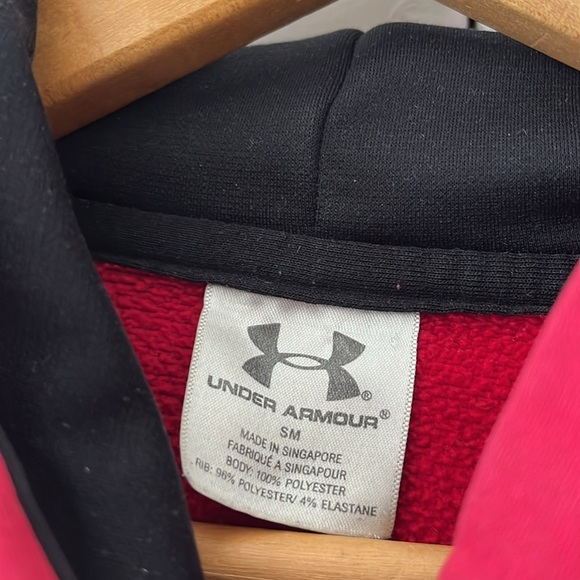 UNDER ARMOUR®
SM
MADE IN SINGAPORE
FABRIQUÉ A SINGAPOUR
BODY: 100% POLYESTER
RIB: 96% POLYESTER/ 4% ELASTANE